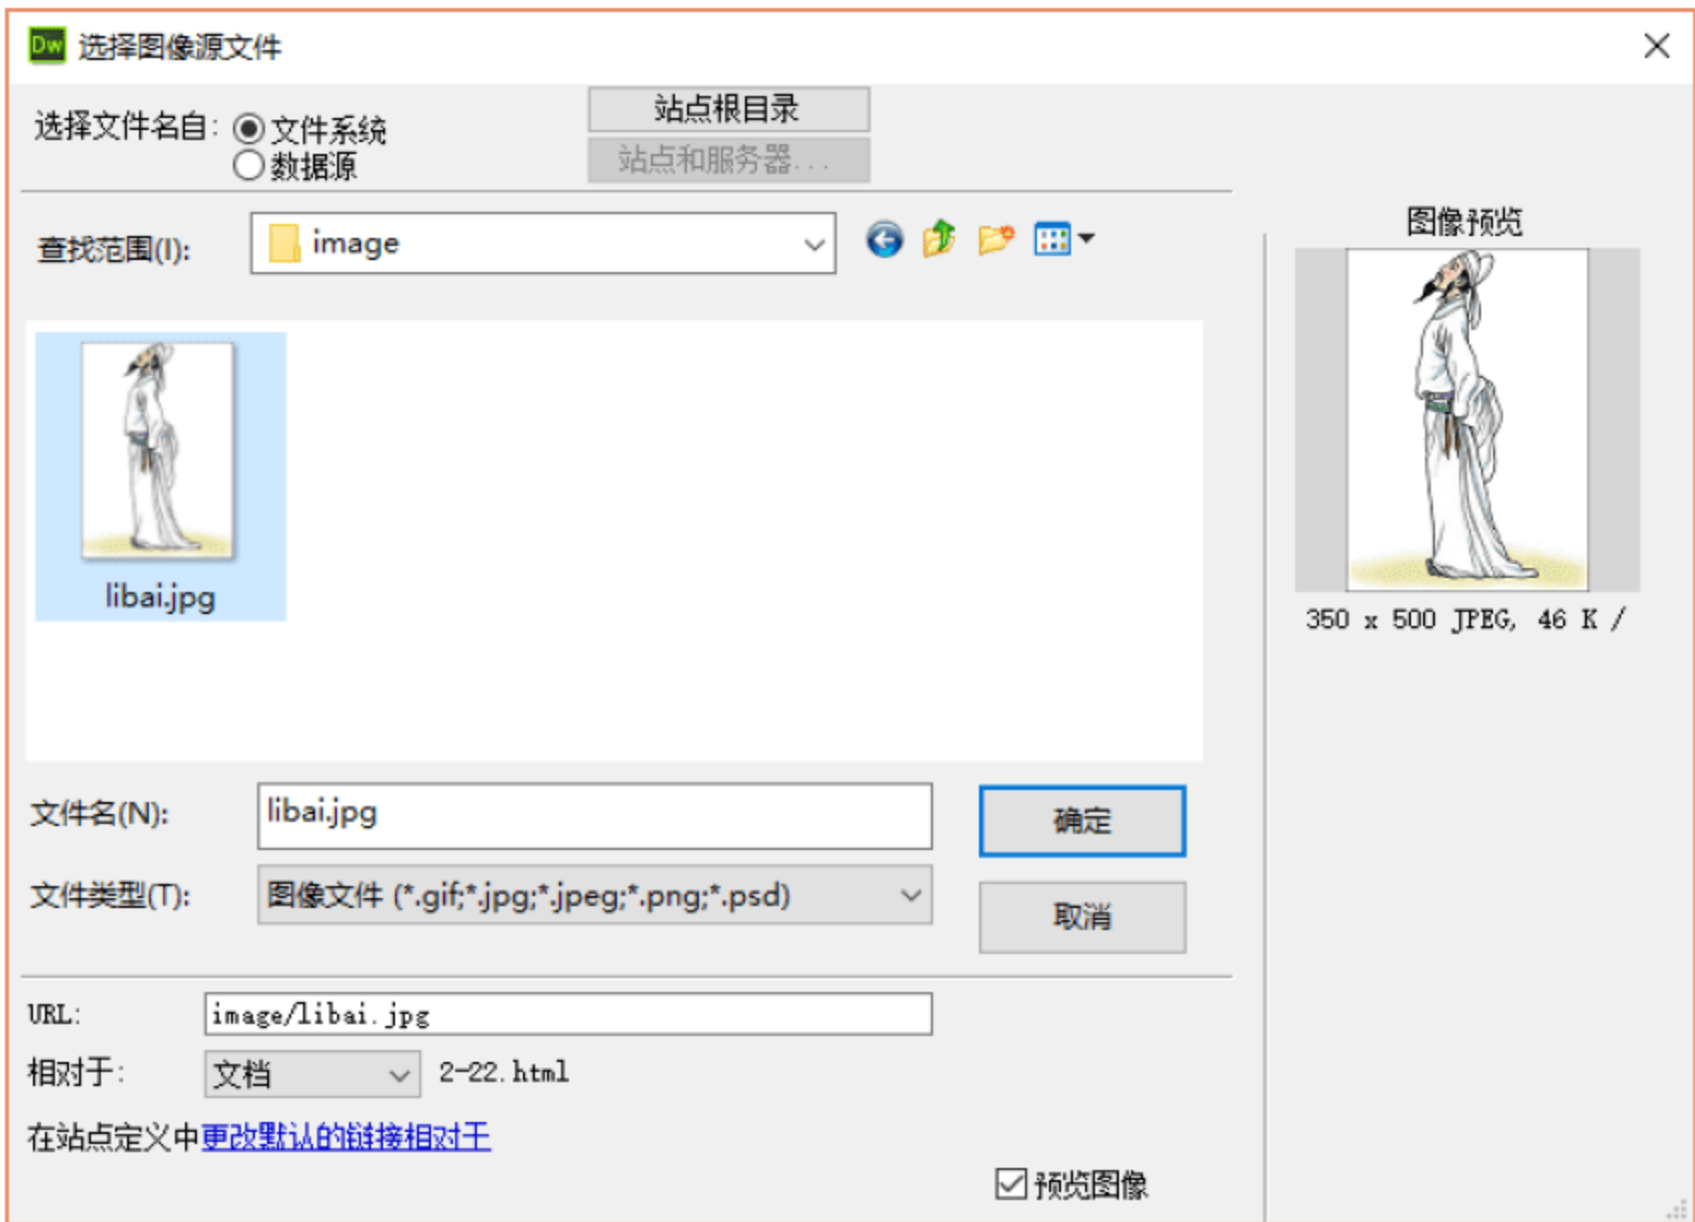 Dw 选择图像源文件
选择文件名自: 文件系统
数据源
站点根目录
站点和服务器...
查找范围(I): image
图像预览
libai.jpg
350 x 500 JPEG, 46 K /
文件名(N): libai.jpg
确定
文件类型(T): 图像文件 (*.gif;*.jpg;*.jpeg;*.png;*.psd)
取消
URL: image/libai.jpg
相对于: 文档 2-22.html
在站点定义中更改默认的链接相对于
预览图像